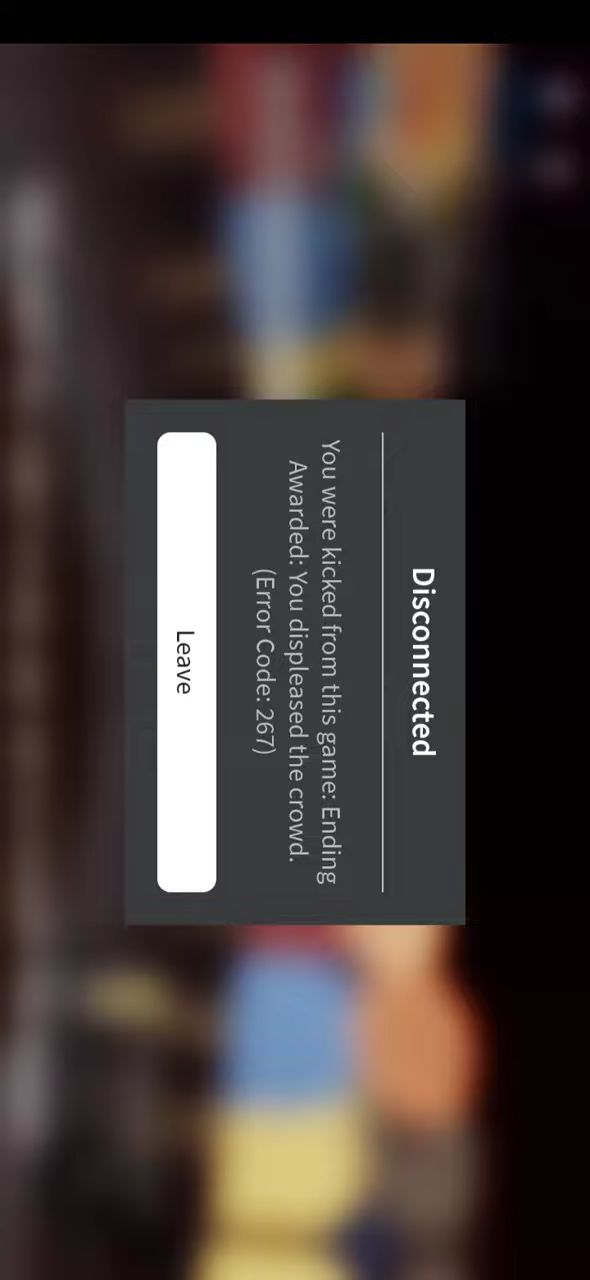 Disconnected
You were kicked from this game: Ending
Awarded: You displeased the crowd.
(Error Code: 267)
Leave